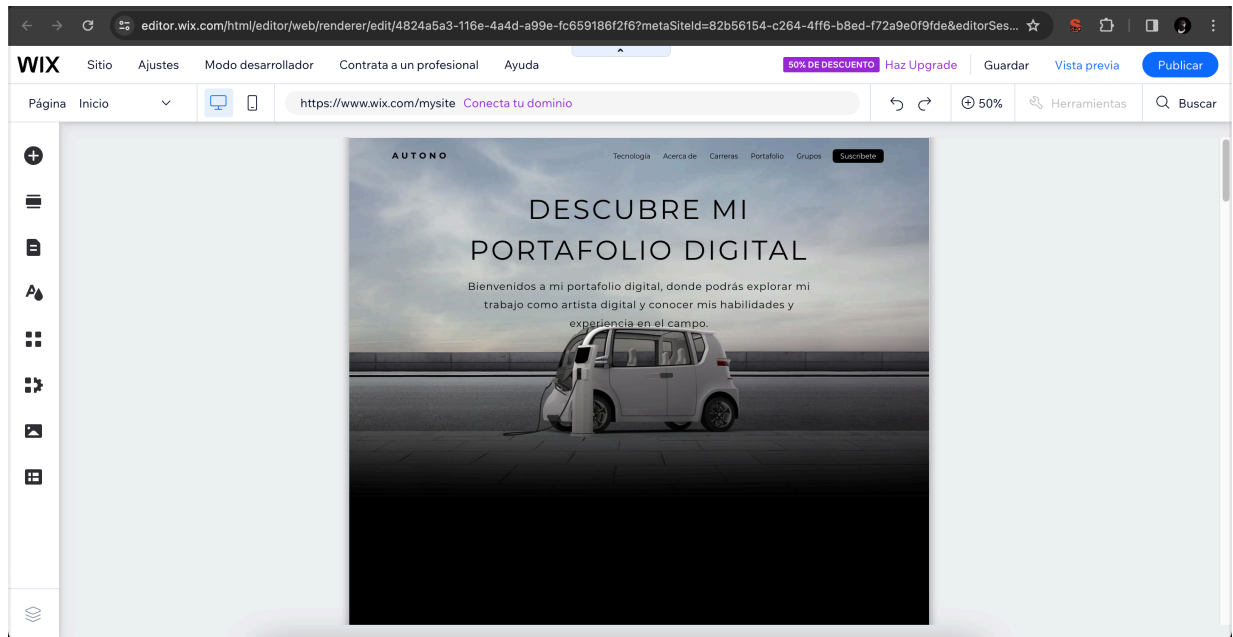 editor.wix.com/html/editor/web/renderer/edit/4824a5a3-116e-4a4d-a99e-fc659186f2f6?metaSiteId=82b56154-c264-4ff6-b8ed-f72a9e0f9fde&editorSes...
WIX Sitio Ajustes Modo desarrollador Contrata a un profesional Ayuda 50% DE DESCUENTO Haz Upgrade Guardar Vista previa Publicar
Página Inicio https://www.wix.com/mysite Conecta tu dominio 50% Herramientas Buscar
AUTONO Tecnología Acerca de Carreras Portafolio Grupos Suscríbete
DESCUBRE MI
PORTAFOLIO DIGITAL
Bienvenidos a mi portafolio digital, donde podrás explorar mi
trabajo como artista digital y conocer mis habilidades y
experiencia en el campo.